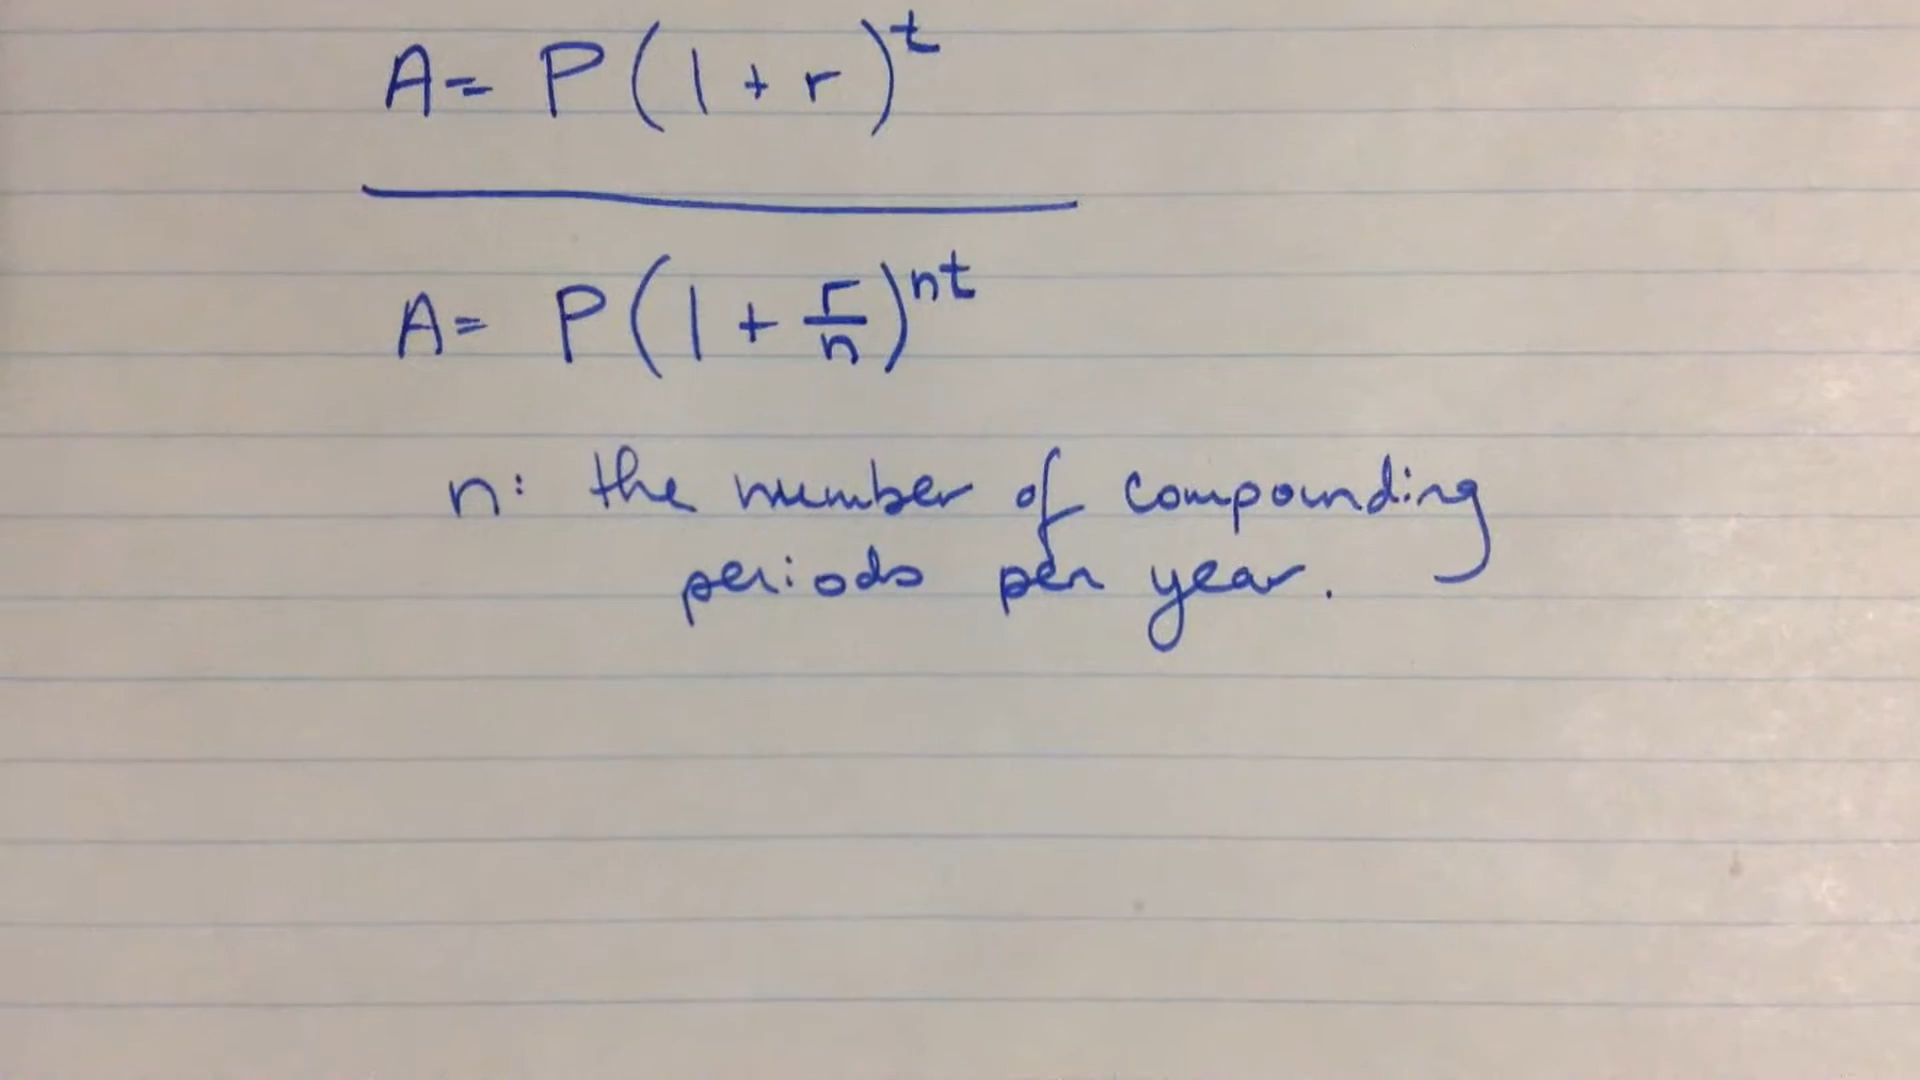 A= P(1+r)^t
A= P(1+r/n)^nt
n: the number of compounding
periods per year.